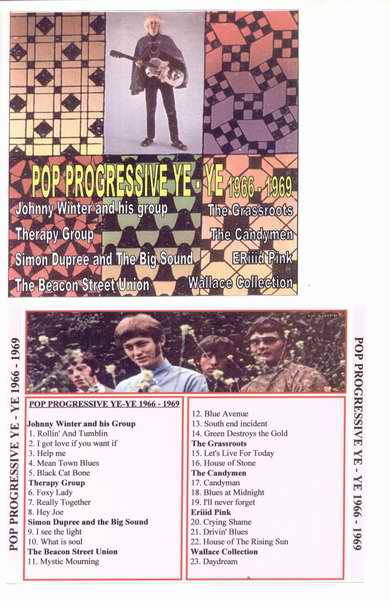 POP PROGRESSIVE YE - YE 1966 - 1969
Johnny Winter and his group
The Grassroots
Therapy Group
The Candymen
Simon Dupree and The Big Sound
ERiiid Pink
The Beacon Street Union
Wallace Collection
POP PROGRESSIVE YE - YE 1966 - 1969
POP PROGRESSIVE YE-YE 1966 - 1969
Johnny Winter and his Group
1. Rollin' And Tumblin
2. I got love if you want if
3. Help me
4. Mean Town Blues
5. Black Cat Bone
Therapy Group
6. Foxy Lady
7. Really Together
8. Hey Joe
Simon Dupree and the Big Sound
9. I see the light
10. What is soul
The Beacon Street Union
11. Mystic Mourning
12. Blue Avenue
13. South end incident
14. Green Destroys the Gold
The Grassroots
15. Let's Live For Today
16. House of Stone
The Candymen
17. Candyman
18. Blues at Midnight
19. I'll never forget
Eriiid Pink
20. Crying Shame
21. Drivin' Blues
22. House of The Rising Sun
Wallace Collection
23. Daydream
POP PROGRESSIVE YE - YE 1966 - 1969